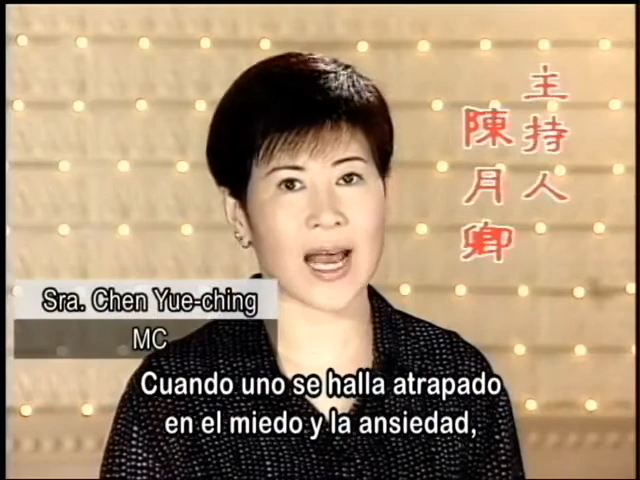 主持人
陳月卿
Sra. Chen Yue-ching
MC
Cuando uno se halla atrapado
en el miedo y la ansiedad,